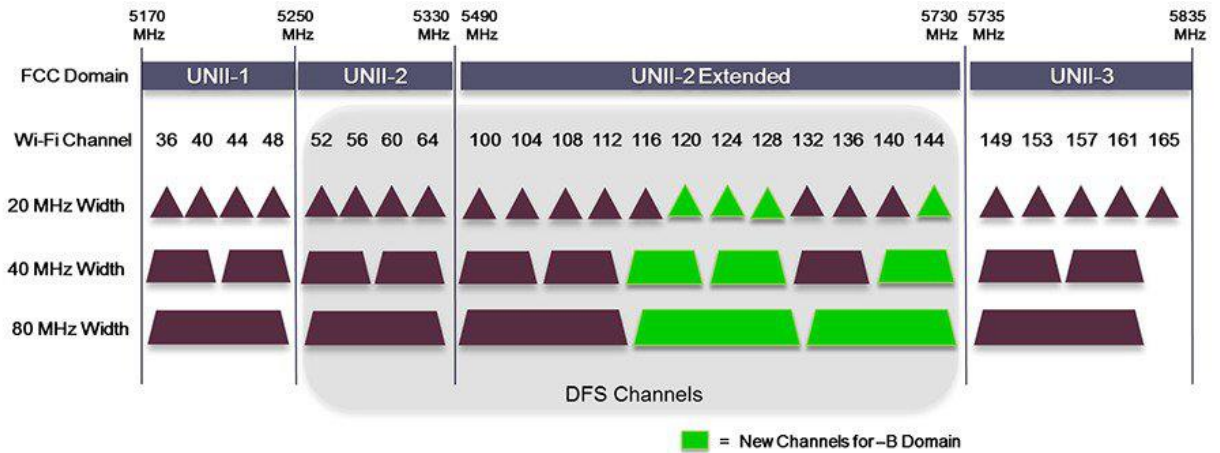 5170 MHz 5250 MHz 5330 MHz 5490 MHz 5730 MHz 5735 MHz 5835 MHz
FCC Domain UNII-1 UNII-2 UNII-2 Extended UNII-3
Wi-Fi Channel 36 40 44 48 52 56 60 64 100 104 108 112 116 120 124 128 132 136 140 144 149 153 157 161 165
20 MHz Width
40 MHz Width
80 MHz Width
DFS Channels
= New Channels for –B Domain